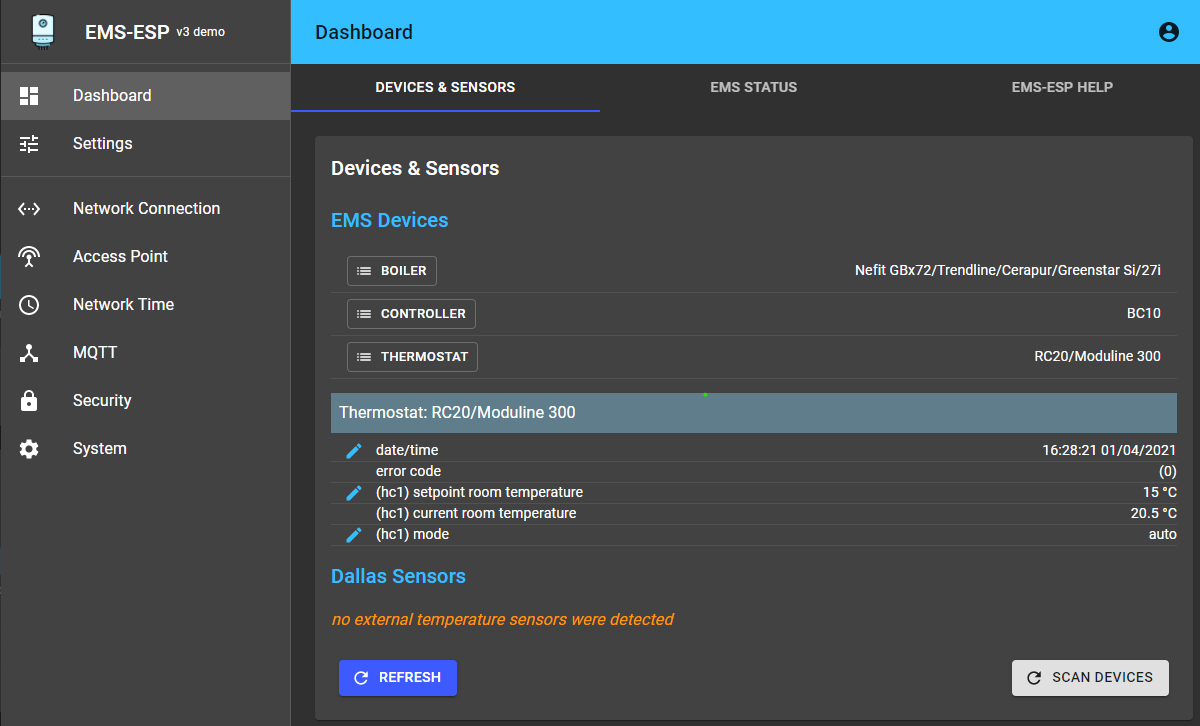 EMS-ESP v3 demo
Dashboard
Settings
Network Connection
Access Point
Network Time
MQTT
Security
System
Dashboard
DEVICES & SENSORS EMS STATUS EMS-ESP HELP
Devices & Sensors
EMS Devices
BOILER Nefit GBx72/Trendline/Cerapur/Greenstar Si/27i
CONTROLLER BC10
THERMOSTAT RC20/Moduline 300
Thermostat: RC20/Moduline 300
date/time 16:28:21 01/04/2021
error code (0)
(hc1) setpoint room temperature 15 °C
(hc1) current room temperature 20.5 °C
(hc1) mode auto
Dallas Sensors
no external temperature sensors were detected
REFRESH SCAN DEVICES